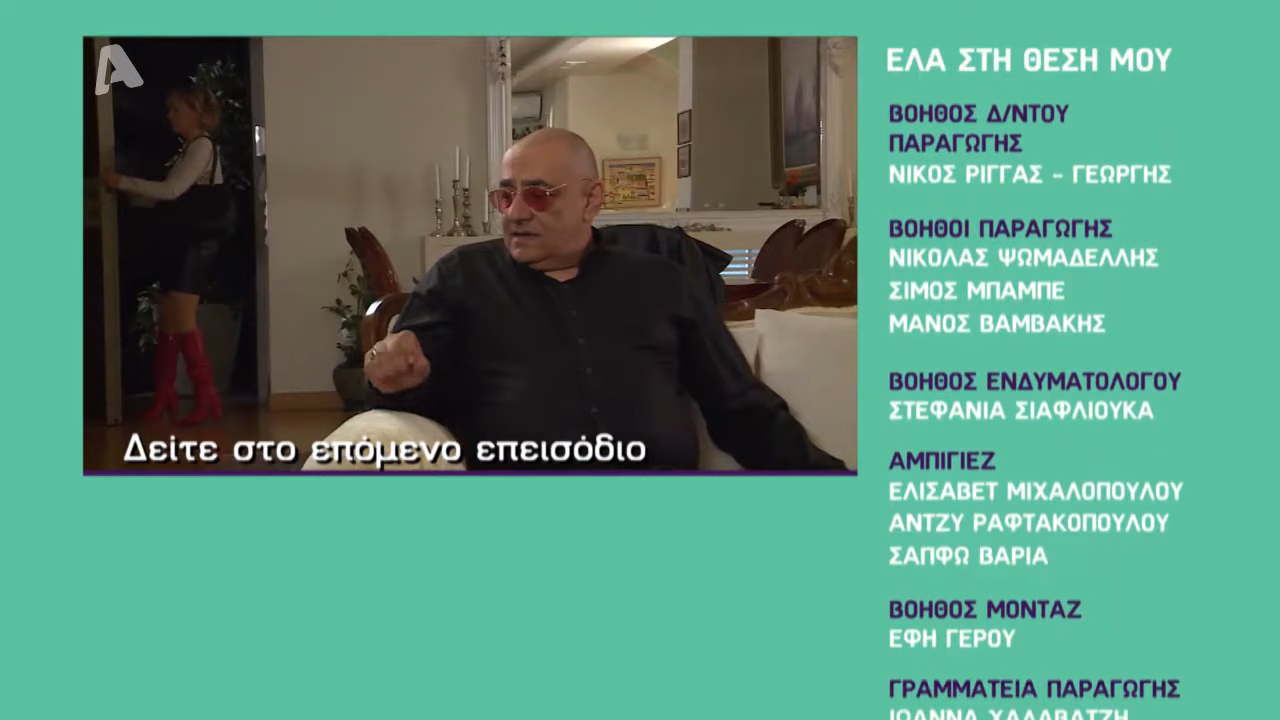 Δείτε στο επόμενο επεισόδιο
ΕΛΑ ΣΤΗ ΘΕΣΗ ΜΟΥ
ΒΟΗΘΟΣ Δ/ΝΤΟΥ
ΠΑΡΑΓΩΓΗΣ
ΝΙΚΟΣ ΡΙΓΓΑΣ - ΓΕΩΡΓΗΣ
ΒΟΗΘΟΙ ΠΑΡΑΓΩΓΗΣ
ΝΙΚΟΛΑΣ ΨΩΜΑΔΕΛΛΗΣ
ΣΙΜΟΣ ΜΠΑΜΠΕ
ΜΑΝΟΣ ΒΑΜΒΑΚΗΣ
ΒΟΗΘΟΣ ΕΝΔΥΜΑΤΟΛΟΓΟΥ
ΣΤΕΦΑΝΙΑ ΣΙΑΦΛΙΟΥΚΑ
ΑΜΠΙΓΙΕΖ
ΕΛΙΣΑΒΕΤ ΜΙΧΑΛΟΠΟΥΛΟΥ
ΑΝΤΖΥ ΡΑΦΤΑΚΟΠΟΥΛΟΥ
ΣΑΠΦΩ ΒΑΡΙΑ
ΒΟΗΘΟΣ ΜΟΝΤΑΖ
ΕΦΗ ΓΕΡΟΥ
ΓΡΑΜΜΑΤΕΙΑ ΠΑΡΑΓΩΓΗΣ
ΙΩΑΝΝΑ ΧΑΛΑΒΑΤΖΗ